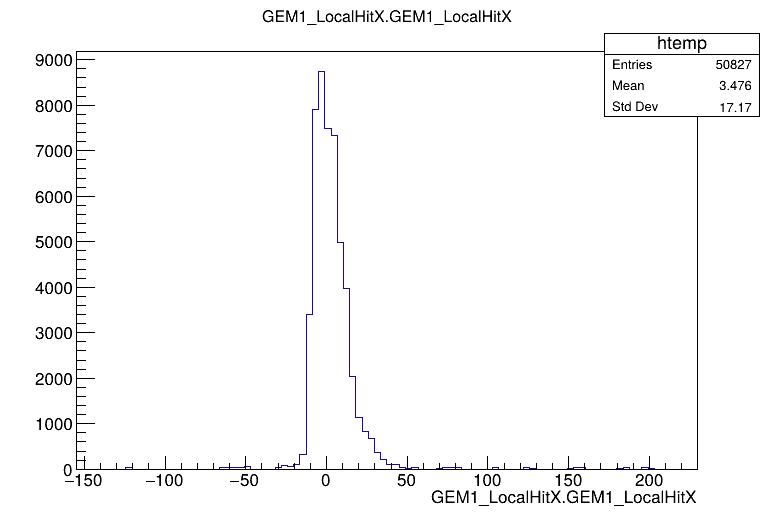 GEM1_LocalHitX.GEM1_LocalHitX
htemp
Entries 50827
Mean 3.476
Std Dev 17.17
9000
8000
7000
6000
5000
4000
3000
2000
1000
0
−150 −100 −50 0 50 100 150 200
GEM1_LocalHitX.GEM1_LocalHitX